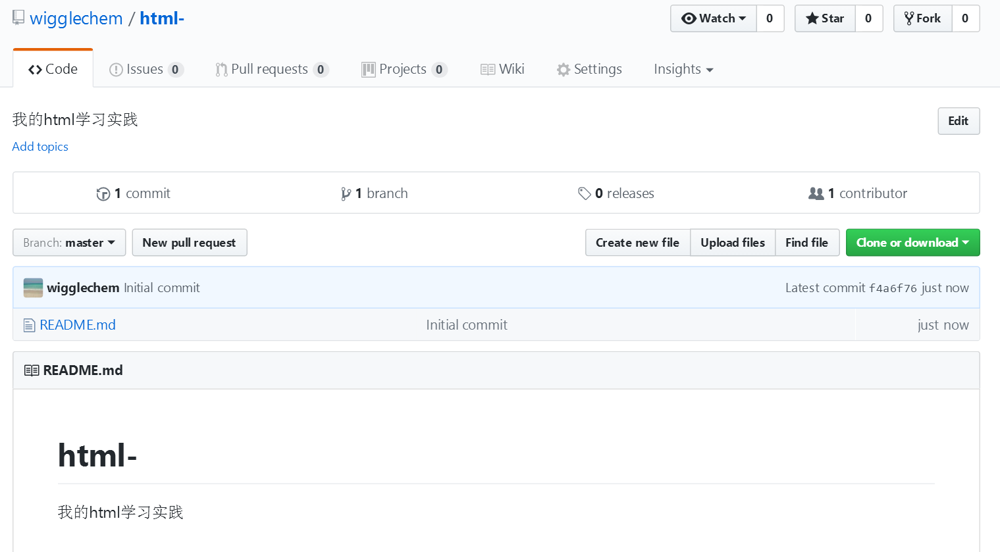 wigglechem / html-
Watch 0 Star 0 Fork 0
Code Issues 0 Pull requests 0 Projects 0 Wiki Settings Insights
我的html学习实践
Edit
Add topics
1 commit 1 branch 0 releases 1 contributor
Branch: master New pull request Create new file Upload files Find file Clone or download
wigglechem Initial commit Latest commit f4a6f76 just now
README.md Initial commit just now
README.md
html-
我的html学习实践